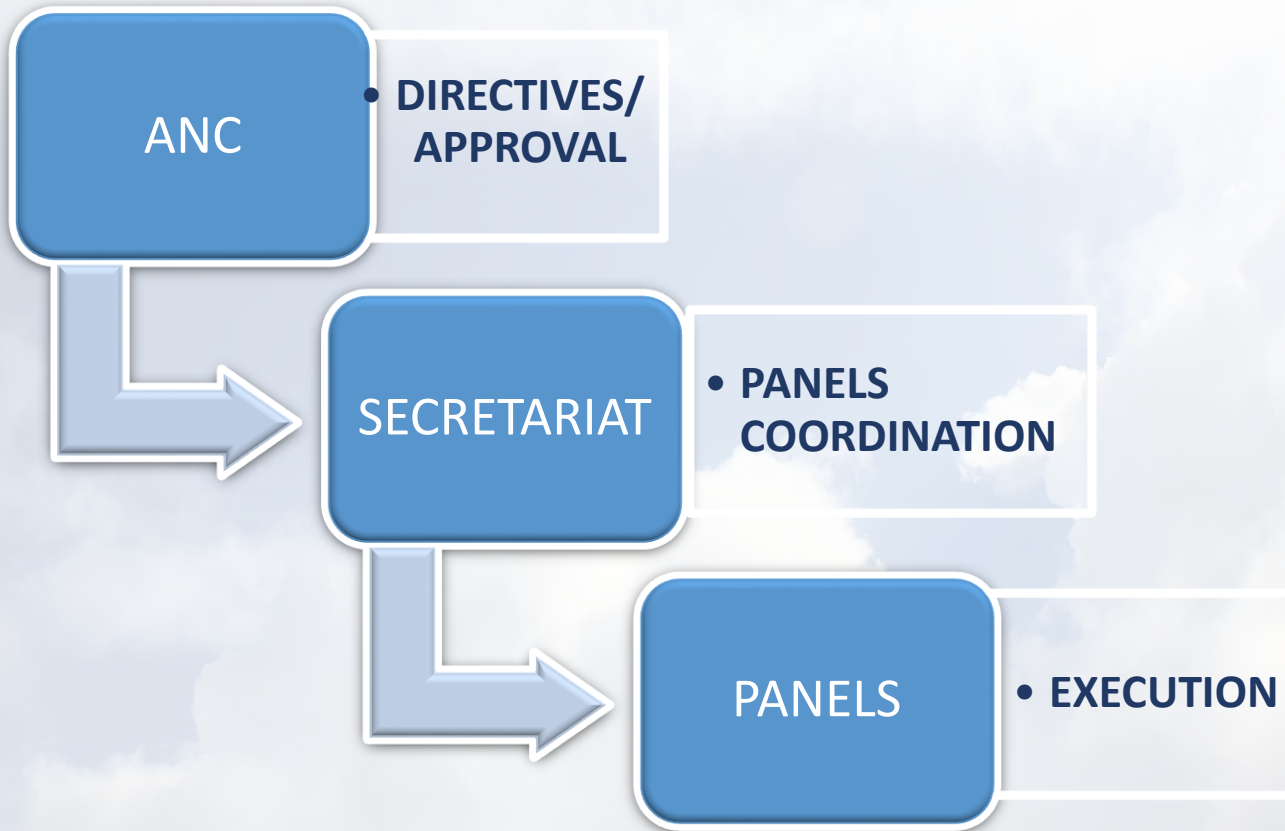 ANC
• DIRECTIVES/
APPROVAL
SECRETARIAT
• PANELS
COORDINATION
PANELS
• EXECUTION